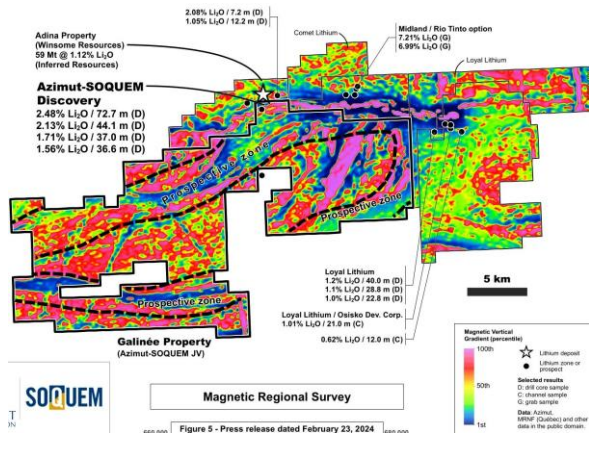 2.08% Li₂O / 7.2 m (D)
1.05% Li₂O / 12.2 m (D)
Adina Property
(Winsome Resources)
59 Mt @ 1.12% Li₂O
(Inferred Resources)
Comet Lithium
Midland / Rio Tinto option
7.21% Li₂O (G)
6.99% Li₂O (G)
Loyal Lithium
Azimut-SOQUEM
Discovery
2.48% Li₂O / 72.7 m (D)
2.13% Li₂O / 44.1 m (D)
1.71% Li₂O / 37.0 m (D)
1.56% Li₂O / 36.6 m (D)
Prospective zone
Prospective zone
Prospective zone
Loyal Lithium
1.2% Li₂O / 40.0 m (D)
1.1% Li₂O / 28.8 m (D)
1.0% Li₂O / 22.8 m (D)
Loyal Lithium / Osisko Dev. Corp.
1.01% Li₂O / 21.0 m (C)
0.62% Li₂O / 12.0 m (C)
5 km
Galinée Property
(Azimut-SOQUEM JV)
Magnetic Vertical
Gradient (percentile)
100th
50th
1st
Lithium deposit
Lithium zone or
prospect
Selected results
D: drill core sample
C: channel sample
G: grab sample
Data: Azimut,
MRNF (Québec) and other
data in the public domain.
SOQUEM
Magnetic Regional Survey
Figure 5 - Press release dated February 23, 2024